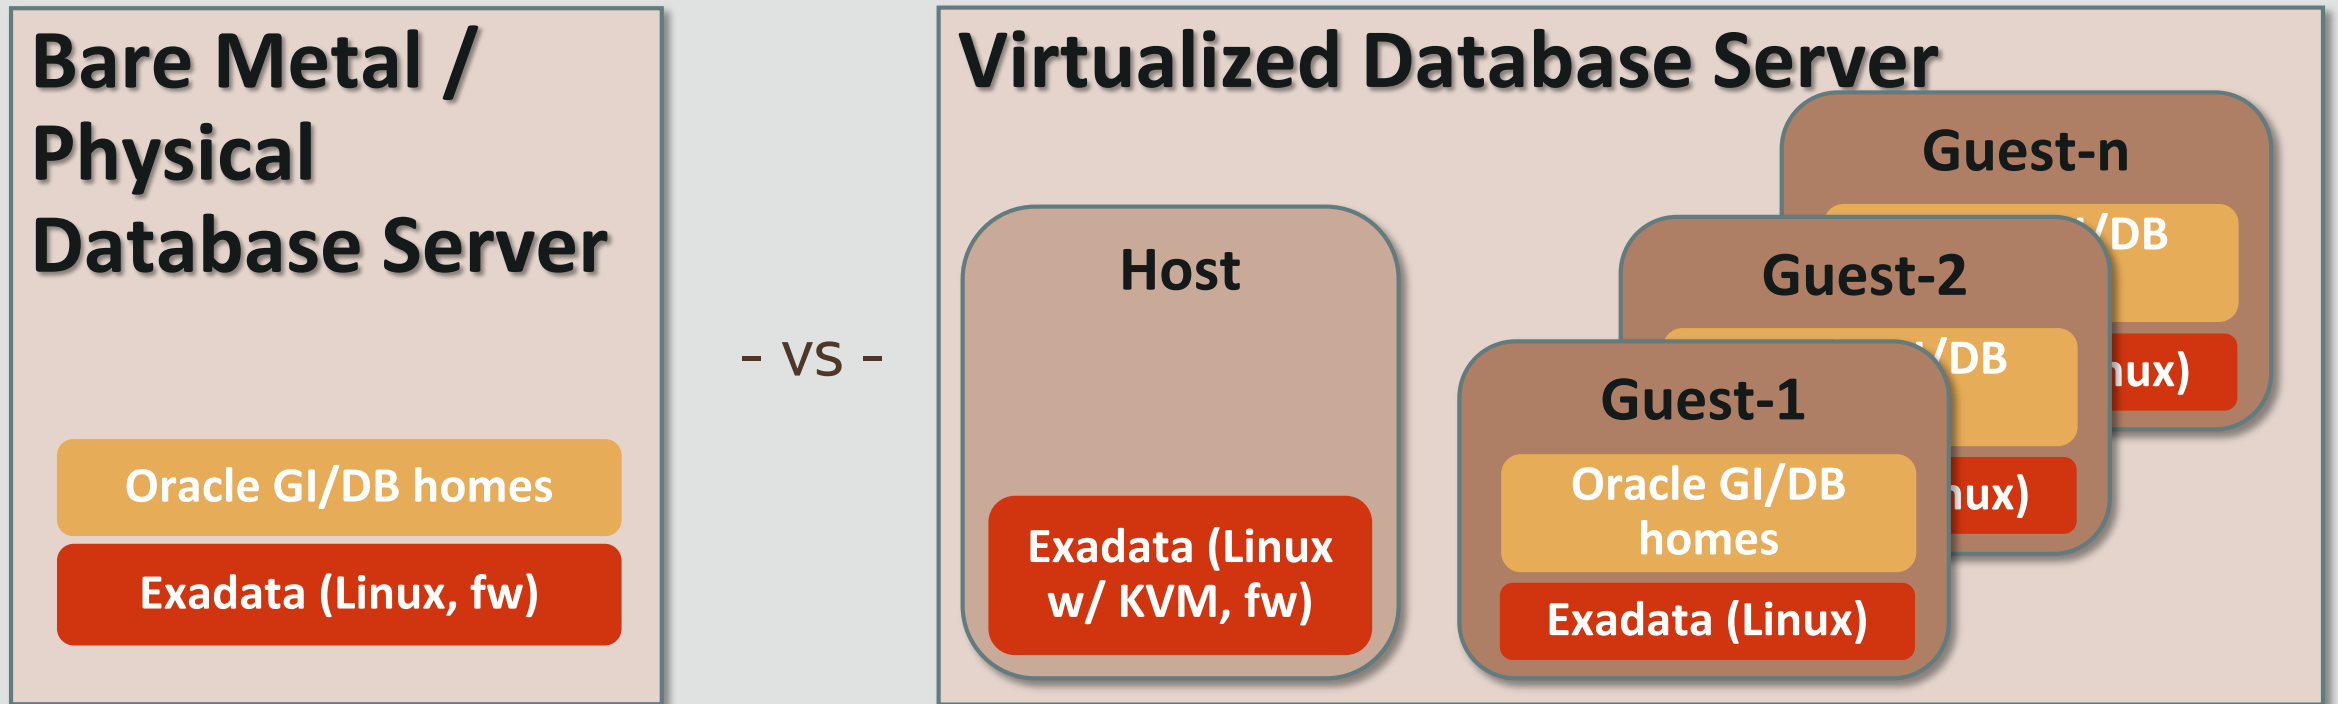 Bare Metal /
Physical
Database Server
Oracle GI/DB homes
Exadata (Linux, fw)
- vs -
Virtualized Database Server
Host
Exadata (Linux
w/ KVM, fw)
Guest-n
/DB
nux)
Guest-2
/DB
nux)
Guest-1
Oracle GI/DB
homes
Exadata (Linux)